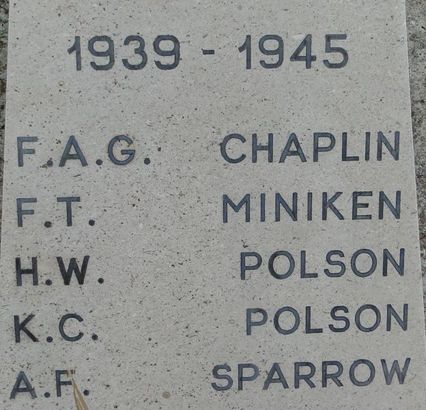 1939 - 1945
F.A.G. CHAPLIN
F.T. MINIKEN
H.W. POLSON
K.C. POLSON
A.F. SPARROW